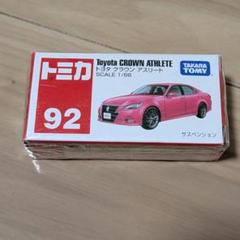 トミカ
92
Toyota CROWN ATHLETE
トヨタ クラウン アスリート
SCALE 1/66
TAKARA
TOMY
サスペンション